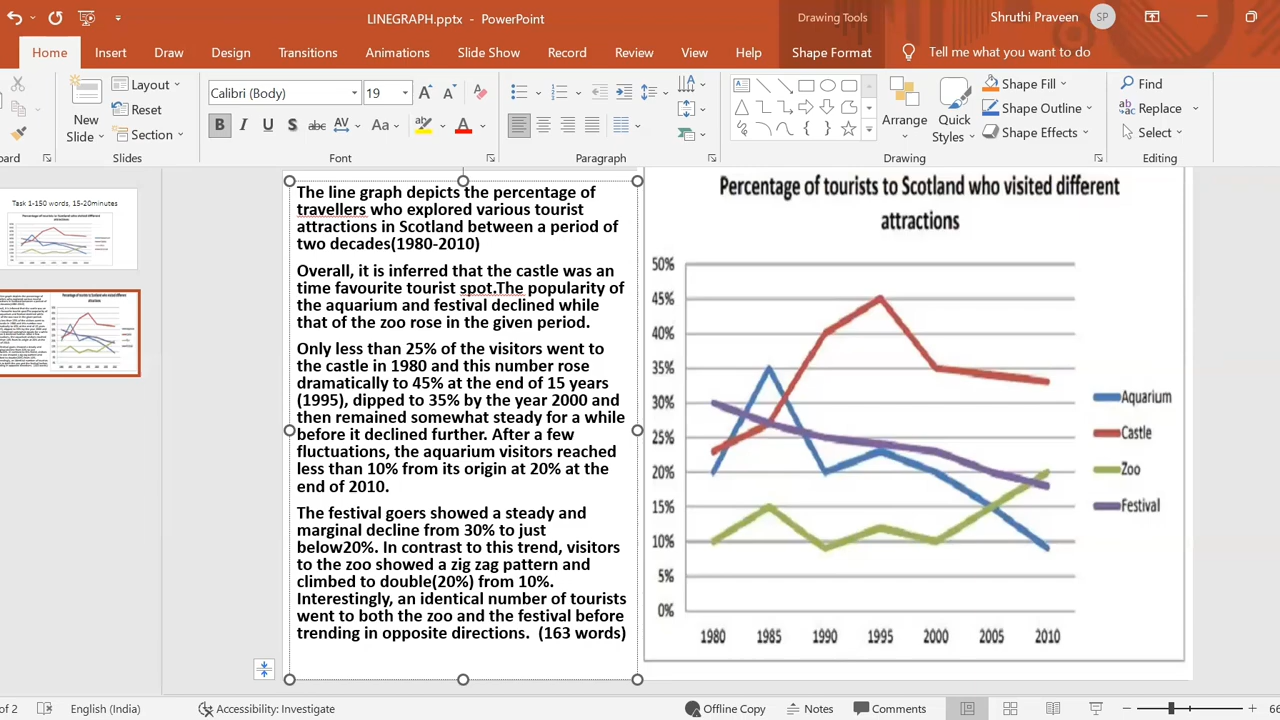 LINEGRAPH.pptx - PowerPoint
Drawing Tools
Shruthi Praveen
SP
Home
Insert
Draw
Design
Transitions
Animations
Slide Show
Record
Review
View
Help
Shape Format
Tell me what you want to do
New
Slide
Layout
Reset
Section
Calibri (Body)
19
B I U S abc AV
Aa
A
Arrange
Quick
Styles
Shape Fill
Shape Outline
Shape Effects
Find
Replace
Select
oard
Slides
Font
Paragraph
Drawing
Editing
Task 1-150 words, 15-20minutes
The line graph depicts the percentage of
travellers who explored various tourist
attractions in Scotland between a period of
two decades(1980-2010)
Overall, it is inferred that the castle was an
time favourite tourist spot.The popularity of
the aquarium and festival declined while
that of the zoo rose in the given period.
Only less than 25% of the visitors went to
the castle in 1980 and this number rose
dramatically to 45% at the end of 15 years
(1995), dipped to 35% by the year 2000 and
then remained somewhat steady for a while
before it declined further. After a few
fluctuations, the aquarium visitors reached
less than 10% from its origin at 20% at the
end of 2010.
The festival goers showed a steady and
marginal decline from 30% to just
below20%. In contrast to this trend, visitors
to the zoo showed a zig zag pattern and
climbed to double(20%) from 10%.
Interestingly, an identical number of tourists
went to both the zoo and the festival before
trending in opposite directions. (163 words)
Percentage of tourists to Scotland who visited different
attractions
50%
45%
40%
35%
30%
25%
20%
15%
10%
5%
0%
1980 1985 1990 1995 2000 2005 2010
Aquarium
Castle
Zoo
Festival
of 2
English (India)
Accessibility: Investigate
Offline Copy
Notes
Comments
66